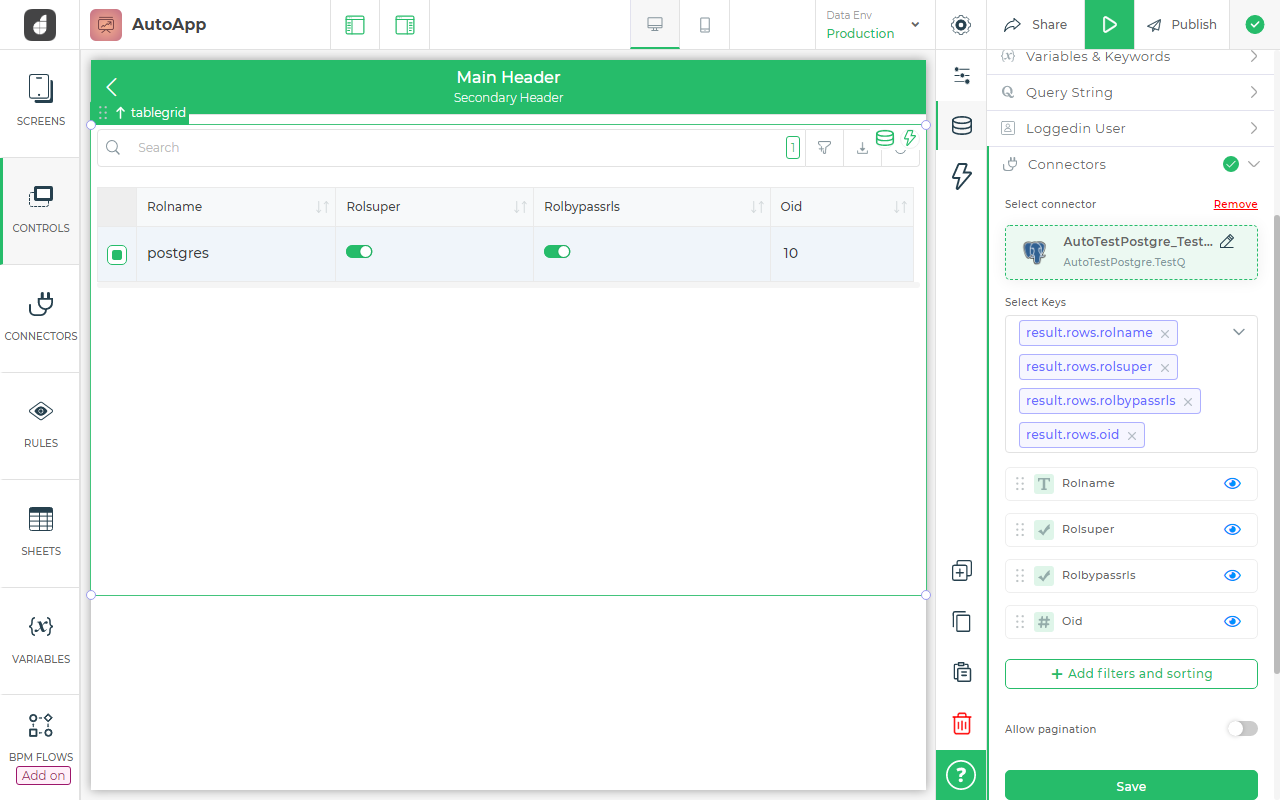 AutoApp
Data Env
Production
Share
Publish
SCREENS
CONTROLS
CONNECTORS
RULES
SHEETS
VARIABLES
BPM FLOWS
Add on
Main Header
Secondary Header
tablegrid
Search
1
Rolname
Rolsuper
Rolbypassrls
Oid
postgres
10
?
Variables & Keywords
Query String
Loggedin User
Connectors
Select connector
Remove
AutoTestPostgre_Test...
AutoTestPostgre.TestQ
Select Keys
result.rows.rolname
result.rows.rolsuper
result.rows.rolbypassrls
result.rows.oid
Rolname
Rolsuper
Rolbypassrls
Oid
Add filters and sorting
Allow pagination
Save